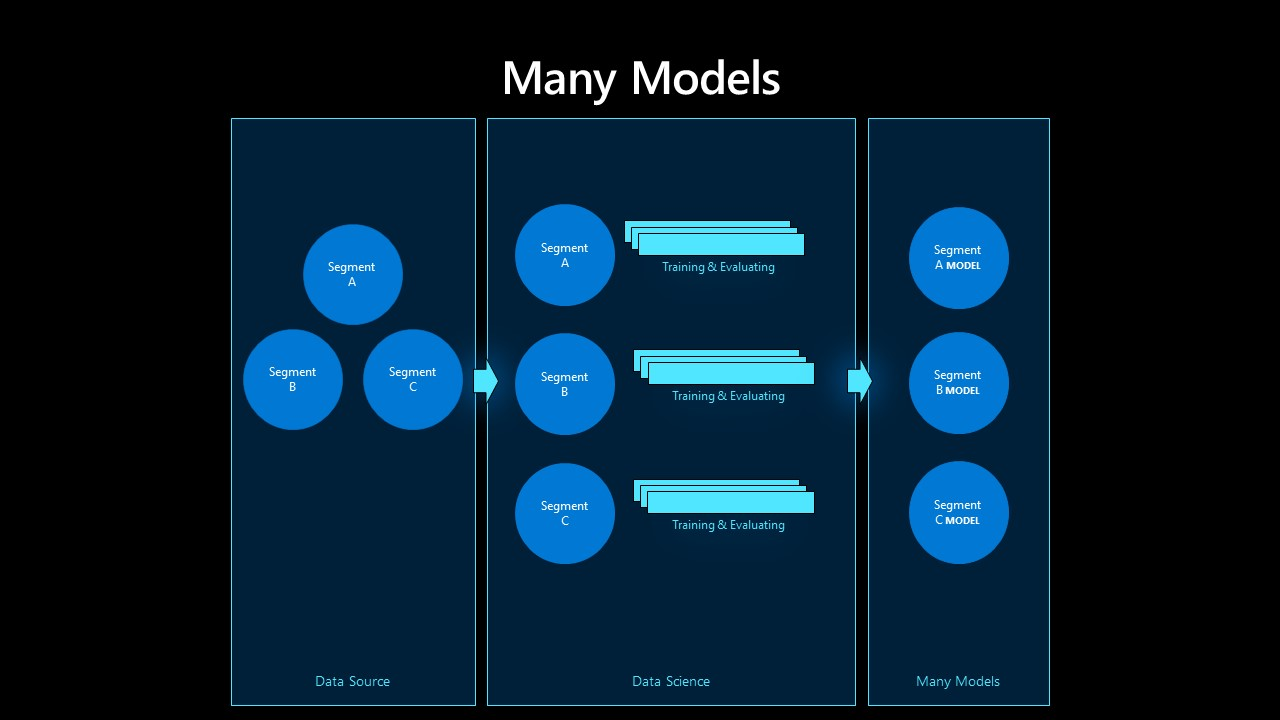 Many Models
Segment
A
Segment
B
Segment
C
Data Source
Segment
A
Training & Evaluating
Segment
B
Training & Evaluating
Segment
C
Training & Evaluating
Data Science
Segment
A MODEL
Segment
B MODEL
Segment
C MODEL
Many Models